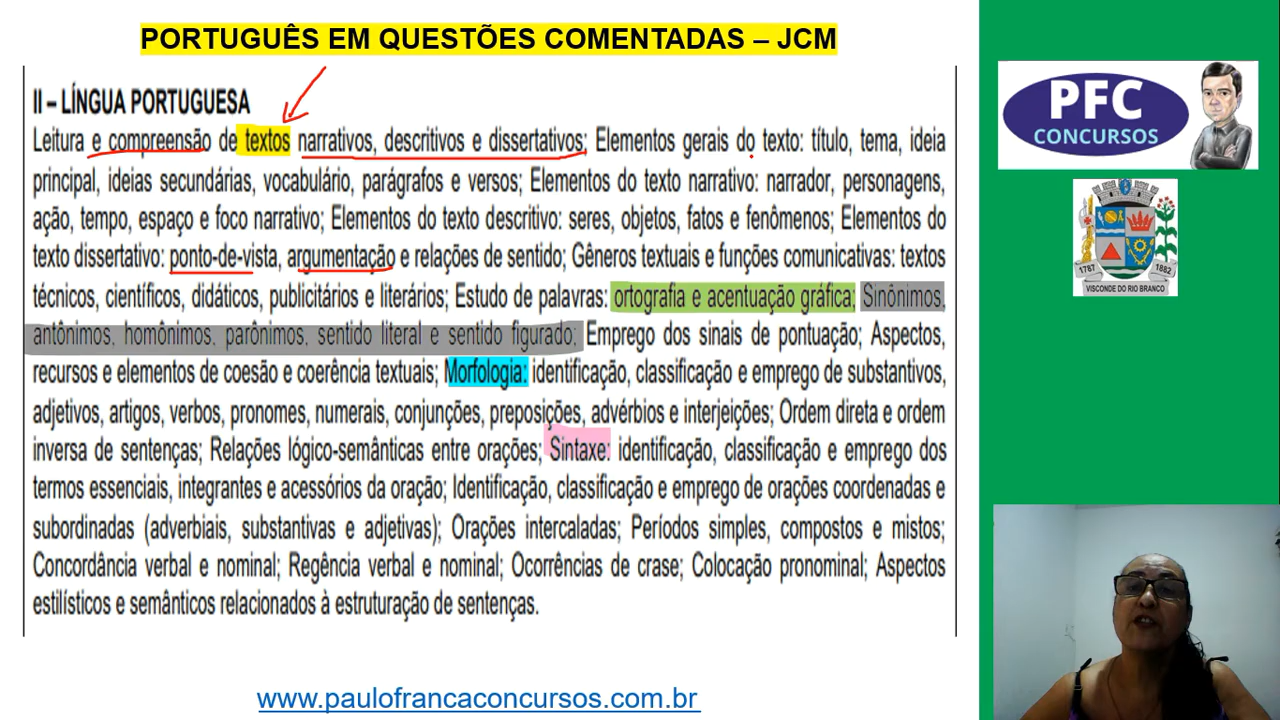 PORTUGUÊS EM QUESTÕES COMENTADAS – JCM
II – LÍNGUA PORTUGUESA
Leitura e compreensão de textos narrativos, descritivos e dissertativos; Elementos gerais do texto: título, tema, ideia
principal, ideias secundárias, vocabulário, parágrafos e versos; Elementos do texto narrativo: narrador, personagens,
ação, tempo, espaço e foco narrativo; Elementos do texto descritivo: seres, objetos, fatos e fenômenos; Elementos do
texto dissertativo: ponto-de-vista, argumentação e relações de sentido; Gêneros textuais e funções comunicativas: textos
técnicos, científicos, didáticos, publicitários e literários; Estudo de palavras: ortografia e acentuação gráfica; Sinônimos,
antônimos, homônimos, parônimos, sentido literal e sentido figurado; Emprego dos sinais de pontuação; Aspectos,
recursos e elementos de coesão e coerência textuais; Morfologia: identificação, classificação e emprego de substantivos,
adjetivos, artigos, verbos, pronomes, numerais, conjunções, preposições, advérbios e interjeições; Ordem direta e ordem
inversa de sentenças; Relações lógico-semânticas entre orações; Sintaxe: identificação, classificação e emprego dos
termos essenciais, integrantes e acessórios da oração; Identificação, classificação e emprego de orações coordenadas e
subordinadas (adverbiais, substantivas e adjetivas); Orações intercaladas; Períodos simples, compostos e mistos;
Concordância verbal e nominal; Regência verbal e nominal; Ocorrências de crase; Colocação pronominal; Aspectos
estilísticos e semânticos relacionados à estruturação de sentenças.
www.paulofrancaconcursos.com.br
PFC
CONCURSOS
1787 1882
VISCONDE DO RIO BRANCO